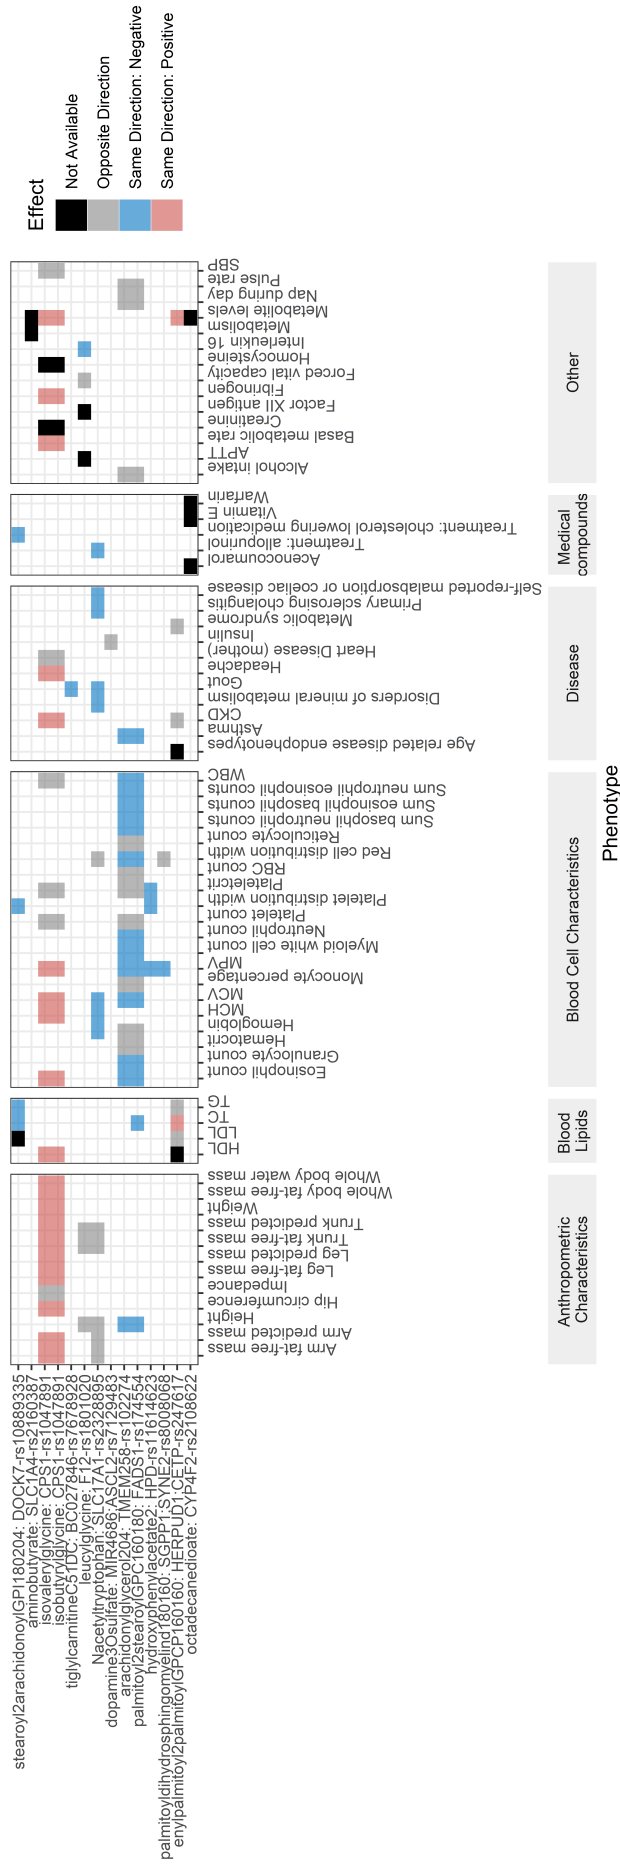 Effect
Not Available
Opposite Direction
Same Direction: Negative
Same Direction: Positive
stearoyl2arachidonoylGPI180204: DOCK7-rs10889335
aminobutyrate: SLC1A4-rs2160387
isovalerylglycine: CPS1-rs1047891
isobutyrylglycine: CPS1-rs1047891
tiglylcarnitineC51DC: BC027846-rs7678928
leucylglycine: F12-rs1801020
Nacetyltryptophan: SLC17A1-rs2328895
dopamine3Osulfate: MIR4686;ASCL2-rs7129483
arachidonylglycerol204: TMEM258-rs102274
palmitoyl2stearoylGPC160180: FADS1-rs174554
hydroxyphenylacetate2: HPD-rs11614623
palmitoyldihydrosphingomyelind180160: SGPP1;SYNE2-rs8008068
enylpalmitoyl2palmitoylGPCP160160: HERPUD1;CETP-rs247617
octadecanedioate: CYP4F2-rs2108622
Arm fat-free mass
Arm predicted mass
Height
Hip circumference
Impedance
Leg fat-free mass
Leg predicted mass
Trunk fat-free mass
Trunk predicted mass
Weight
Whole body fat-free mass
Whole body water mass
HDL
LDL
TC
TG
Eosinophil count
Granulocyte count
Hematocrit
Hemoglobin
MCH
MCV
Monocyte percentage
MPV
Myeloid white cell count
Neutrophil count
Platelet count
Platelet distribution width
Plateletcrit
RBC count
Red cell distribution width
Reticulocyte count
Sum basophil neutrophil counts
Sum eosinophil basophil counts
Sum neutrophil eosinophil counts
WBC
Age related disease endophenotypes
Asthma
CKD
Disorders of mineral metabolism
Gout
Headache
Heart Disease (mother)
Insulin
Metabolic syndrome
Primary sclerosing cholangitis
Self-reported malabsorption or coeliac disease
Acenocoumarol
Treatment: allopurinol
Treatment: cholesterol lowering medication
Vitamin E
Warfarin
Alcohol intake
APTT
Basal metabolic rate
Creatinine
Factor XII antigen
Fibrinogen
Forced vital capacity
Homocysteine
Interleukin 16
Metabolism
Metabolite levels
Nap during day
Pulse rate
SBP
Anthropometric
Characteristics
Blood
Lipids
Blood Cell Characteristics
Disease
Medical
compounds
Other
Phenotype